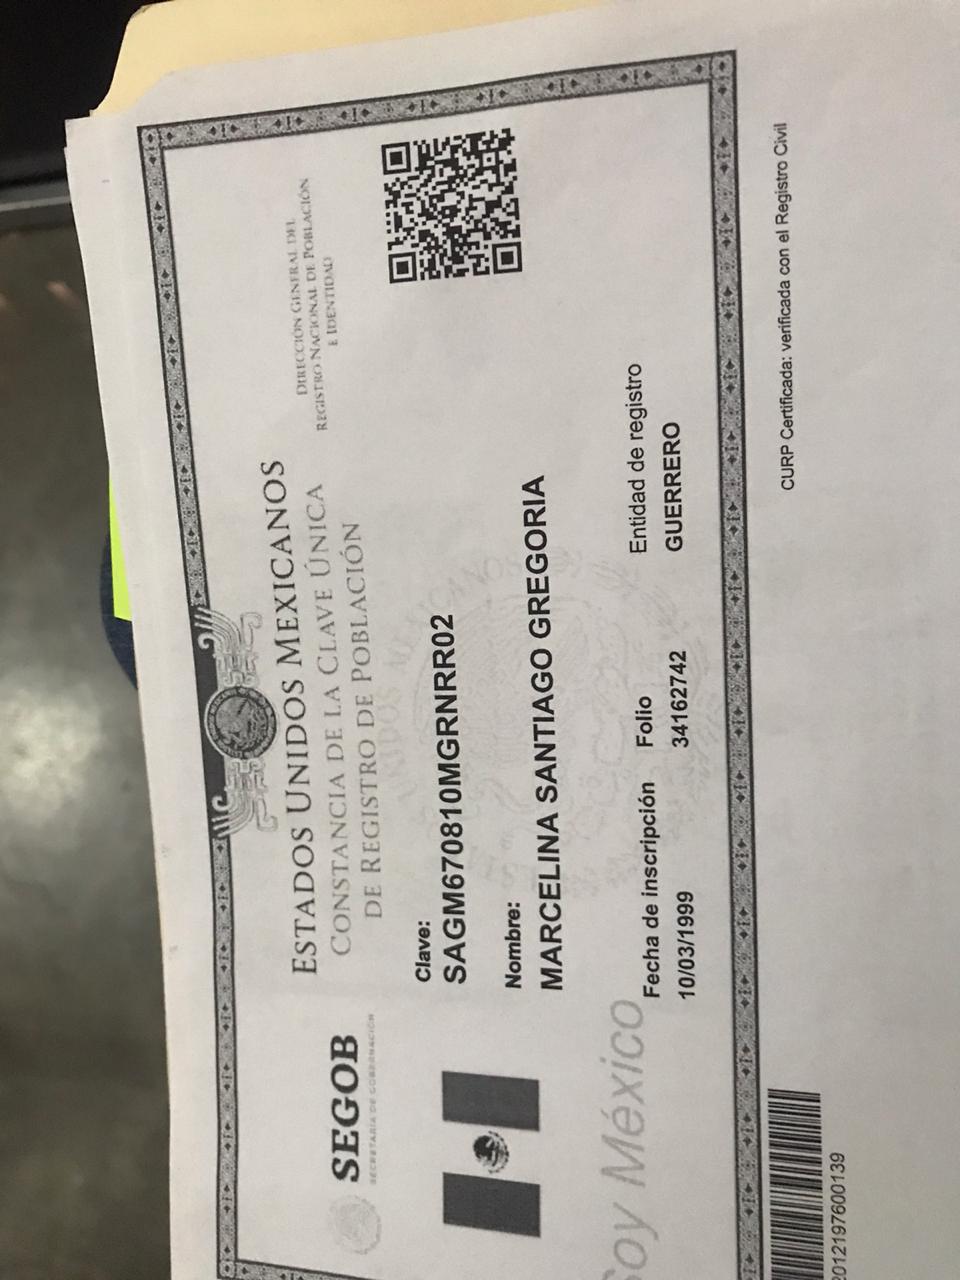 SEGOB
SECRETARÍA DE GOBERNACIÓN
ESTADOS UNIDOS MEXICANOS
CONSTANCIA DE LA CLAVE ÚNICA
DE REGISTRO DE POBLACIÓN
DIRECCIÓN GENERAL DEL
REGISTRO NACIONAL DE POBLACIÓN
E IDENTIDAD
Clave:
SAGM670810MGRNRR02
Nombre:
MARCELINA SANTIAGO GREGORIA
Soy México
Fecha de inscripción Folio Entidad de registro
10/03/1999 34162742 GUERRERO
CURP Certificada: verificada con el Registro Civil